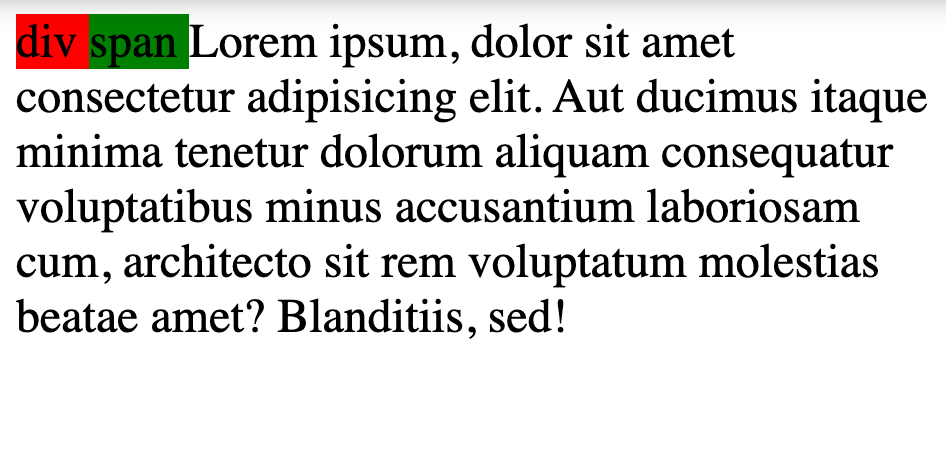 div span Lorem ipsum, dolor sit amet
consectetur adipisicing elit. Aut ducimus itaque
minima tenetur dolorum aliquam consequatur
voluptatibus minus accusantium laboriosam
cum, architecto sit rem voluptatum molestias
beatae amet? Blanditiis, sed!